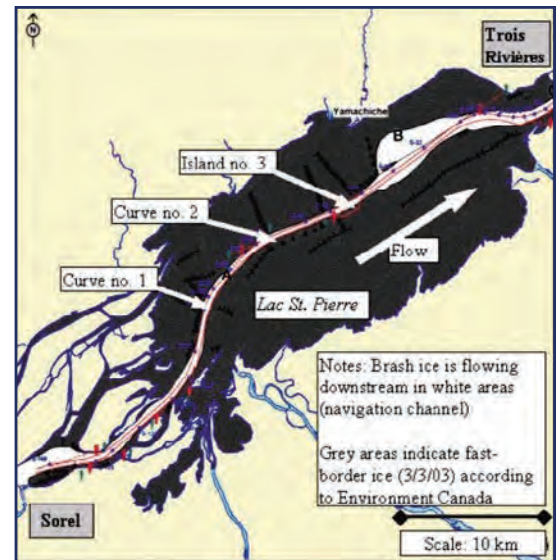 N
Trois
Rivières
Yamachiche
B
Island no. 3
Curve no. 2
Flow
Curve no. 1
A
Lac St. Pierre
Notes: Brash ice is flowing
downstream in white areas
(navigation channel)
Grey areas indicate fast-
border ice (3/3/03) according
to Environment Canada
Sorel
Scale: 10 km